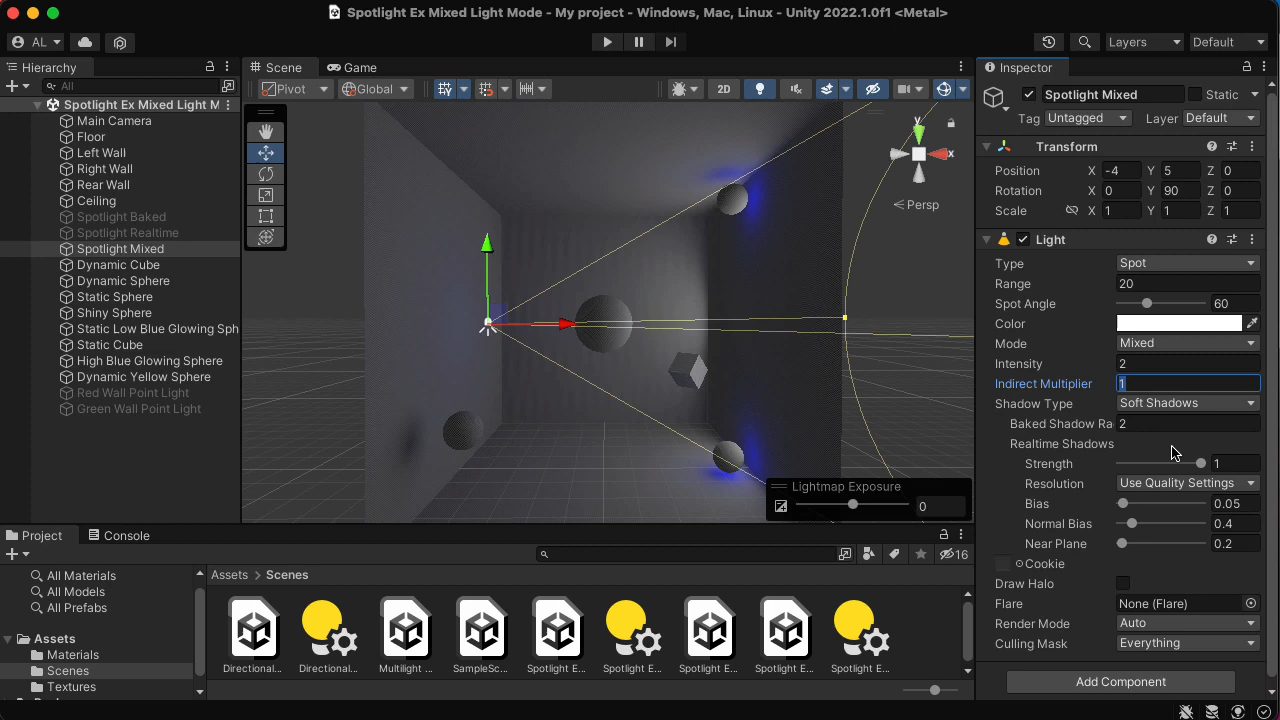 Spotlight Ex Mixed Light Mode - My project - Windows, Mac, Linux - Unity 2022.1.0f1 <Metal>
AL
Layers
Default
Hierarchy
All
Spotlight Ex Mixed Light M
Main Camera
Floor
Left Wall
Right Wall
Rear Wall
Ceiling
Spotlight Baked
Spotlight Realtime
Spotlight Mixed
Dynamic Cube
Dynamic Sphere
Static Sphere
Shiny Sphere
Static Low Blue Glowing Sph
Static Cube
High Blue Glowing Sphere
Dynamic Yellow Sphere
Red Wall Point Light
Green Wall Point Light
Scene
Game
Pivot
Global
2D
y
x
< Persp
Lightmap Exposure
0
Inspector
Spotlight Mixed
Static
Tag Untagged Layer Default
Transform
Position X -4 Y 5 Z 0
Rotation X 0 Y 90 Z 0
Scale X 1 Y 1 Z 1
Light
Type Spot
Range 20
Spot Angle 60
Color
Mode Mixed
Intensity 2
Indirect Multiplier 1
Shadow Type Soft Shadows
Baked Shadow Ra 2
Realtime Shadows
Strength 1
Resolution Use Quality Settings
Bias 0.05
Normal Bias 0.4
Near Plane 0.2
Cookie
Draw Halo
Flare None (Flare)
Render Mode Auto
Culling Mask Everything
Add Component
Project
Console
16
All Materials
All Models
All Prefabs
Assets
Materials
Scenes
Textures
Assets > Scenes
Directional...
Directional...
Multilight ...
SampleSc...
Spotlight E...
Spotlight E...
Spotlight E...
Spotlight E...
Spotlight E...